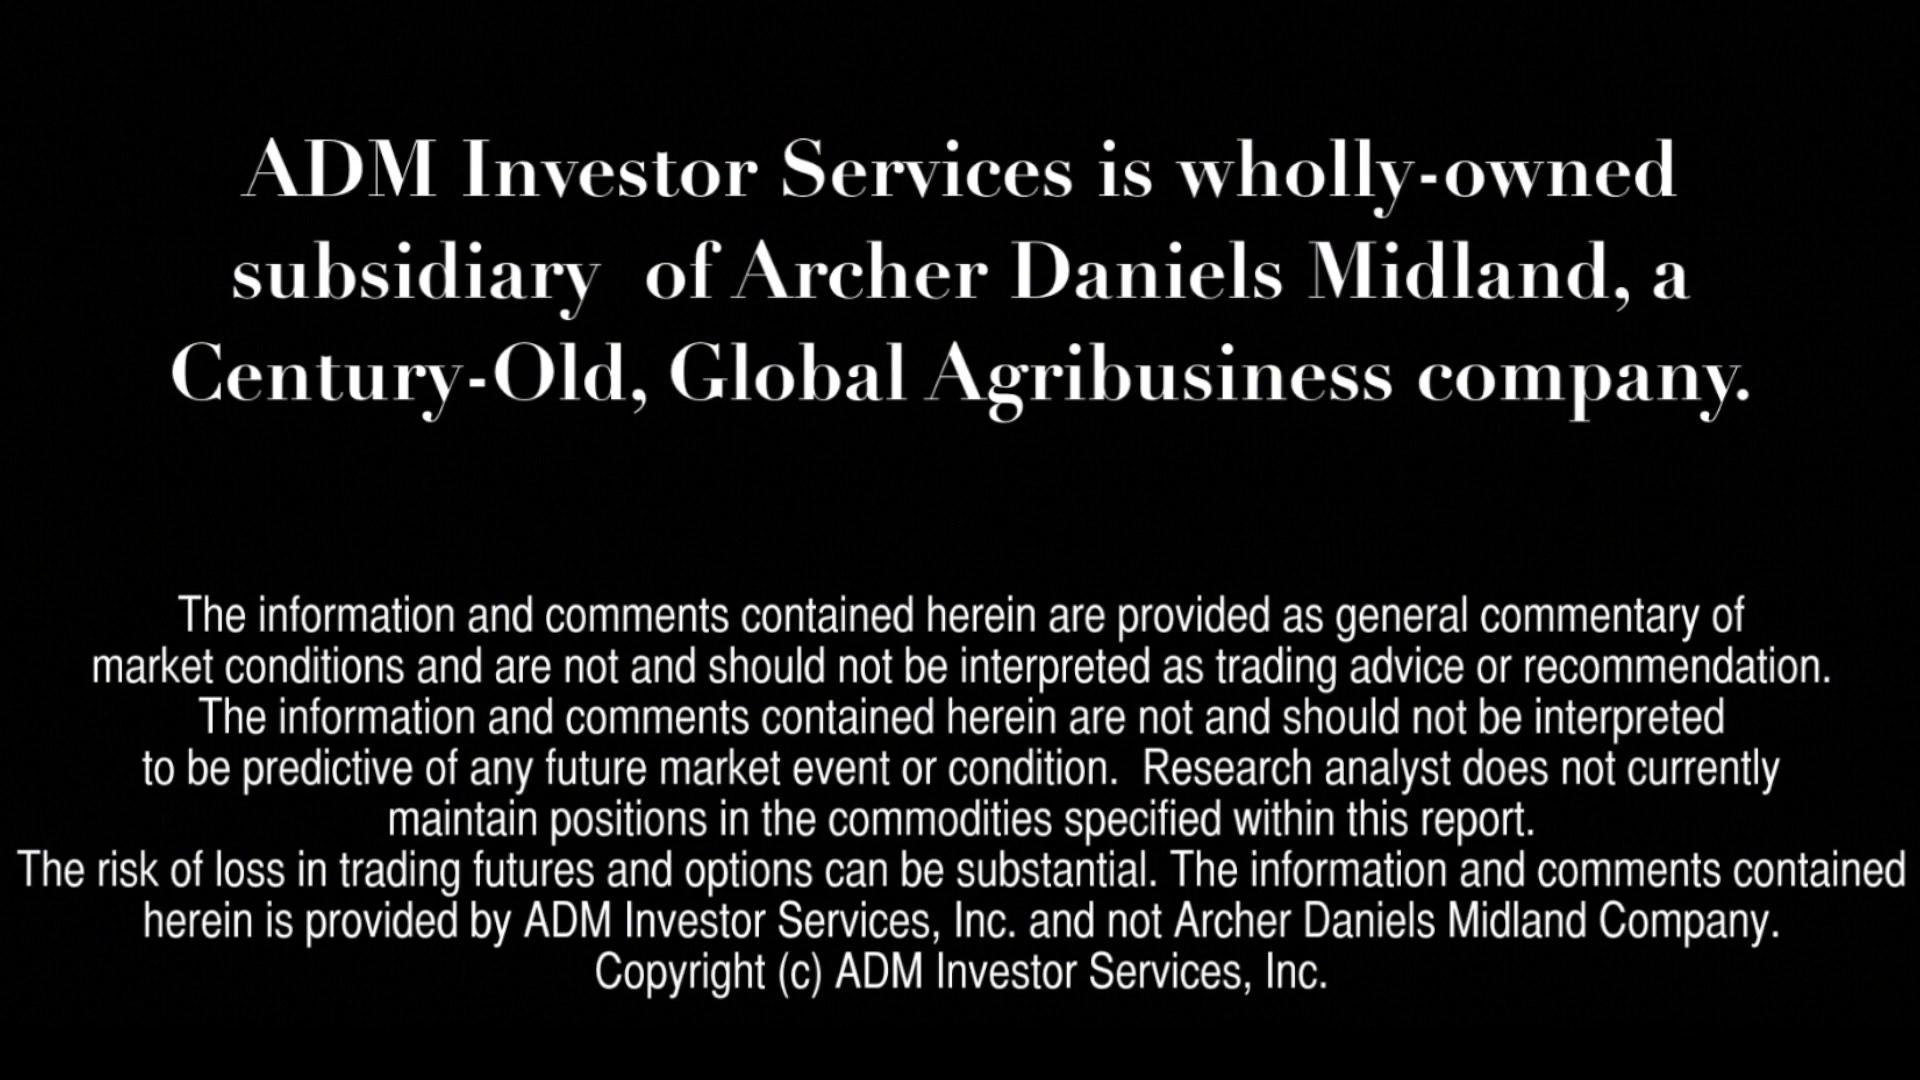 ADM Investor Services is wholly-owned
subsidiary  of Archer Daniels Midland, a
Century-Old, Global Agribusiness company.
The information and comments contained herein are provided as general commentary of
market conditions and are not and should not be interpreted as trading advice or recommendation.
The information and comments contained herein are not and should not be interpreted
to be predictive of any future market event or condition.  Research analyst does not currently
maintain positions in the commodities specified within this report.
The risk of loss in trading futures and options can be substantial. The information and comments contained
herein is provided by ADM Investor Services, Inc. and not Archer Daniels Midland Company.
Copyright (c) ADM Investor Services, Inc.